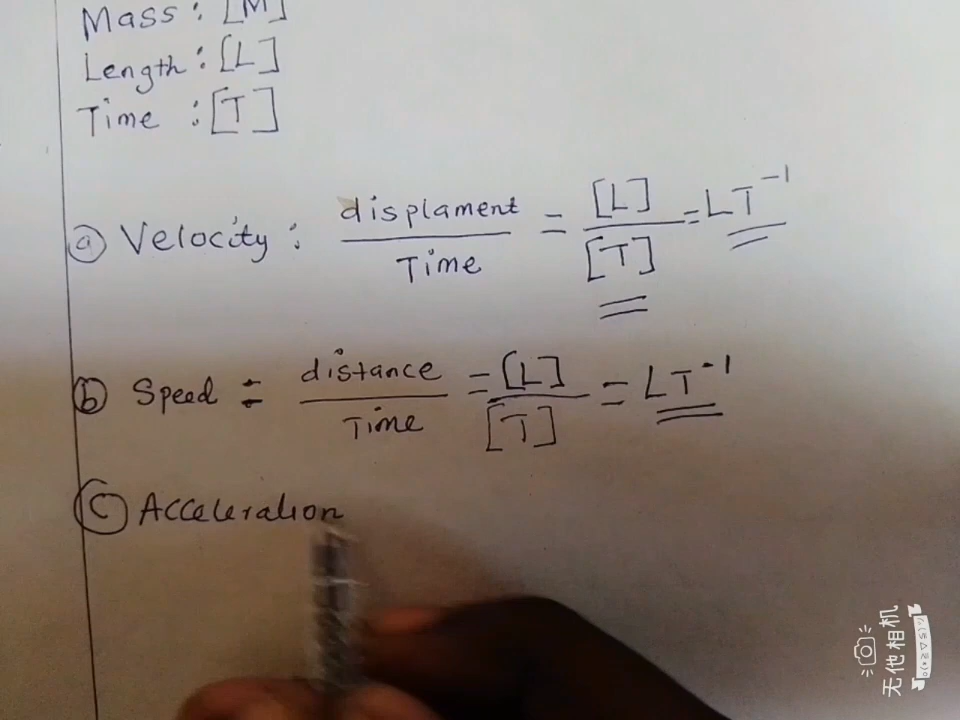 Mass : [M]
Length : [L]
Time : [T]
(a) Velocity : displament / Time = [L] / [T] = LT⁻¹
(b) Speed = distance / Time = [L] / [T] = LT⁻¹
(C) Acceleration
无他相机